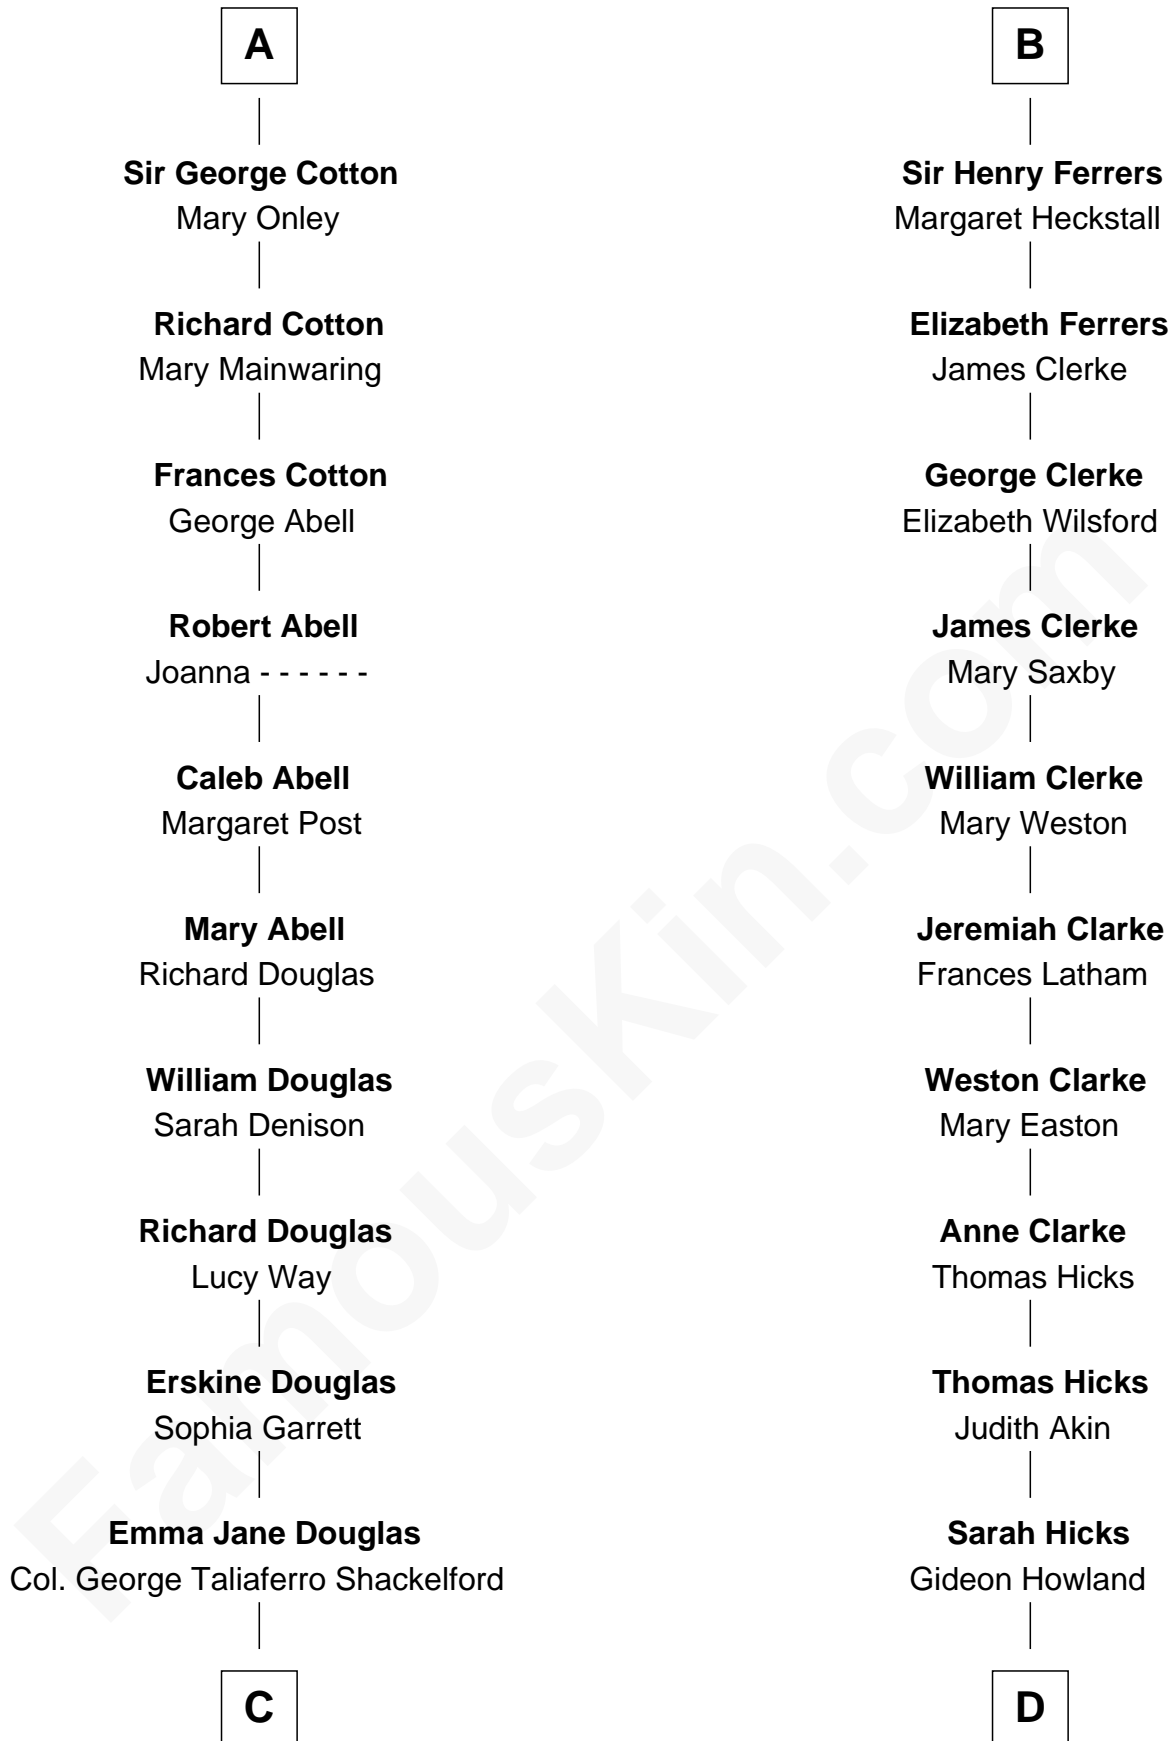 A
Sir George Cotton
Mary Onley
Richard Cotton
Mary Mainwaring
Frances Cotton
George Abell
Robert Abell
Joanna - - - - - -
Caleb Abell
Margaret Post
Mary Abell
Richard Douglas
William Douglas
Sarah Denison
Richard Douglas
Lucy Way
Erskine Douglas
Sophia Garrett
Emma Jane Douglas
Col. George Taliaferro Shackelford
C
B
Sir Henry Ferrers
Margaret Heckstall
Elizabeth Ferrers
James Clerke
George Clerke
Elizabeth Wilsford
James Clerke
Mary Saxby
William Clerke
Mary Weston
Jeremiah Clarke
Frances Latham
Weston Clarke
Mary Easton
Anne Clarke
Thomas Hicks
Thomas Hicks
Judith Akin
Sarah Hicks
Gideon Howland
D
FamousKin.com